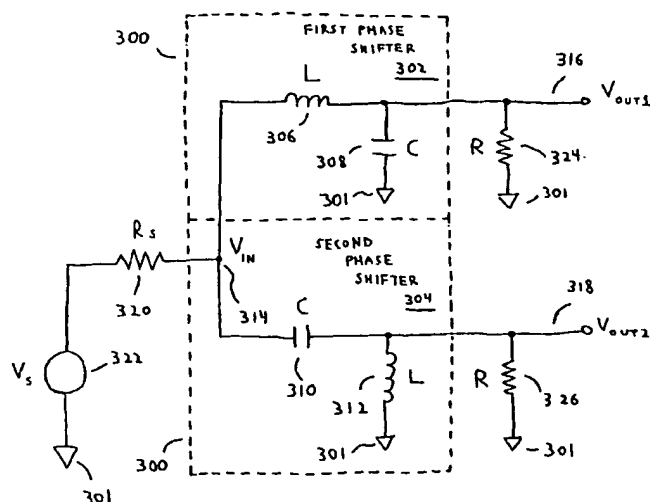 300
FIRST PHASE
SHIFTER
302
316
L
VOUT1
306
308
C
R
324.
301
301
Rs
VIN
SECOND
PHASE
SHIFTER
304
318
320
314
C
VOUT2
Vs
322
310
312
L
R
326
301
300
301
301